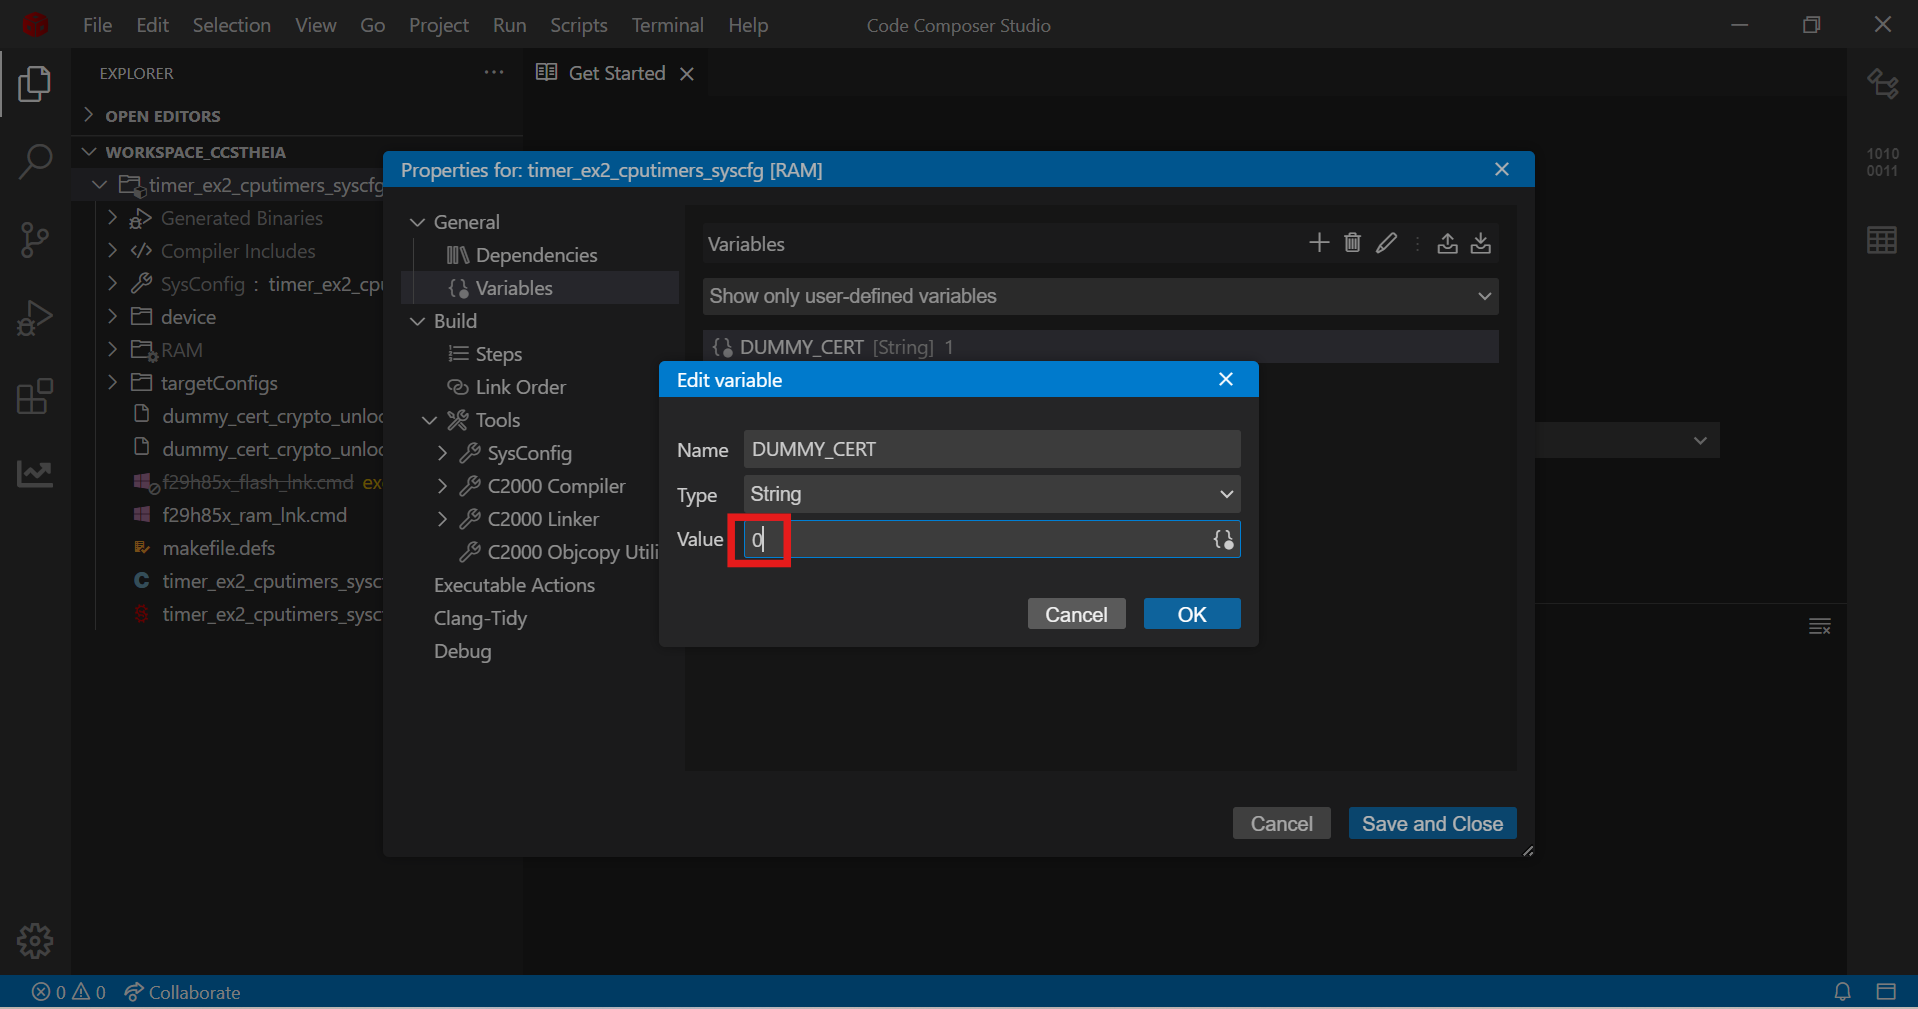 File Edit Selection View Go Project Run Scripts Terminal Help
Code Composer Studio
EXPLORER
Get Started
OPEN EDITORS
WORKSPACE_CCSTHEIA
timer_ex2_cputimers_syscfg
Generated Binaries
Compiler Includes
SysConfig : timer_ex2_cpu
device
RAM
targetConfigs
dummy_cert_crypto_unloc
dummy_cert_crypto_unloc
f29h85x_flash_lnk.cmd ex
f29h85x_ram_lnk.cmd
makefile.defs
timer_ex2_cputimers_sysc
timer_ex2_cputimers_sysc
Properties for: timer_ex2_cputimers_syscfg [RAM]
General
Dependencies
Variables
Build
Steps
Link Order
Tools
SysConfig
C2000 Compiler
C2000 Linker
C2000 Objcopy Utili
Executable Actions
Clang-Tidy
Debug
Variables
Show only user-defined variables
DUMMY_CERT [String] 1
Edit variable
Name DUMMY_CERT
Type String
Value 0
Cancel OK
Cancel Save and Close
1010
0011
0 0 Collaborate